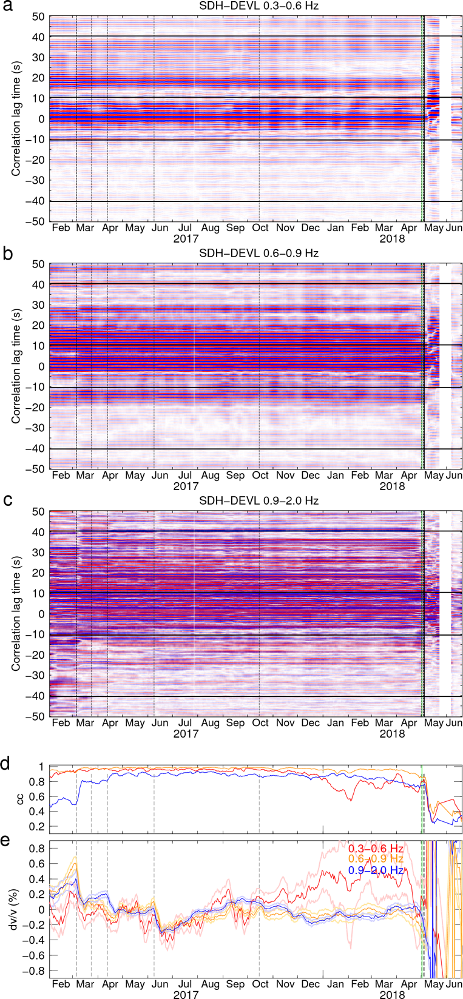 a
SDH−DEVL 0.3−0.6 Hz
Correlation lag time (s)
50
40
30
20
10
0
−10
−20
−30
−40
−50
Feb Mar Apr May Jun Jul Aug Sep Oct Nov Dec Jan Feb Mar Apr May Jun
2017 2018
b
SDH−DEVL 0.6−0.9 Hz
Correlation lag time (s)
50
40
30
20
10
0
−10
−20
−30
−40
−50
Feb Mar Apr May Jun Jul Aug Sep Oct Nov Dec Jan Feb Mar Apr May Jun
2017 2018
c
SDH−DEVL 0.9−2.0 Hz
Correlation lag time (s)
50
40
30
20
10
0
−10
−20
−30
−40
−50
Feb Mar Apr May Jun Jul Aug Sep Oct Nov Dec Jan Feb Mar Apr May Jun
2017 2018
d
cc
1
0.8
0.6
0.4
0.2
e
dv/v (%)
0.8
0.6
0.4
0.2
0
−0.2
−0.4
−0.6
−0.8
0.3−0.6 Hz
0.6−0.9 Hz
0.9−2.0 Hz
Feb Mar Apr May Jun Jul Aug Sep Oct Nov Dec Jan Feb Mar Apr May Jun
2017 2018